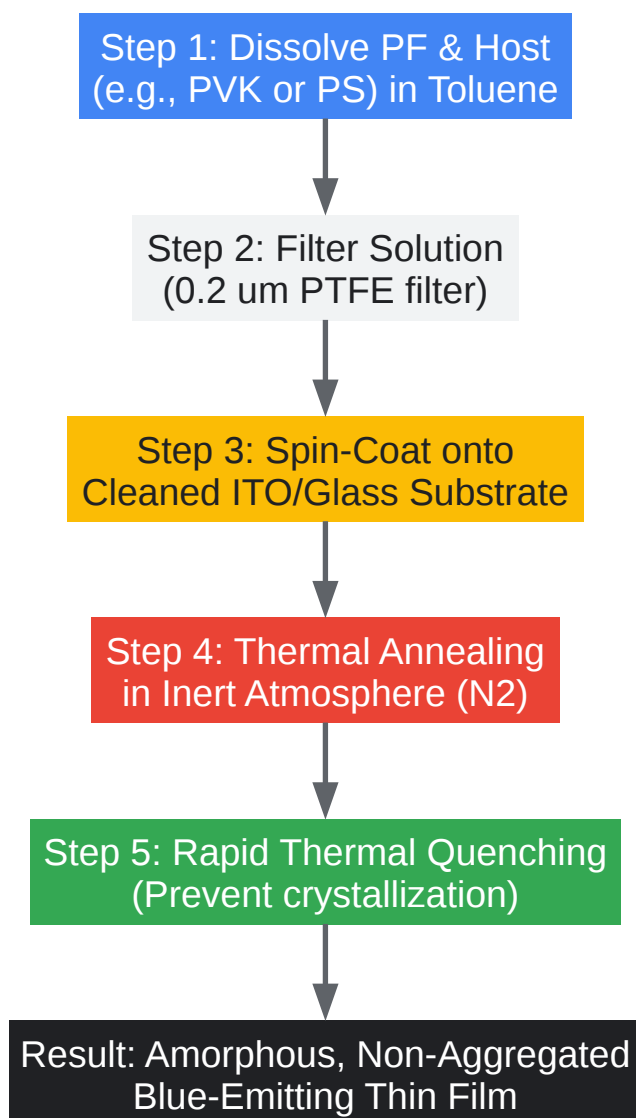 Step 1: Dissolve PF & Host
(e.g., PVK or PS) in Toluene
Step 2: Filter Solution
(0.2 um PTFE filter)
Step 3: Spin-Coat onto
Cleaned ITO/Glass Substrate
Step 4: Thermal Annealing
in Inert Atmosphere (N2)
Step 5: Rapid Thermal Quenching
(Prevent crystallization)
Result: Amorphous, Non-Aggregated
Blue-Emitting Thin Film